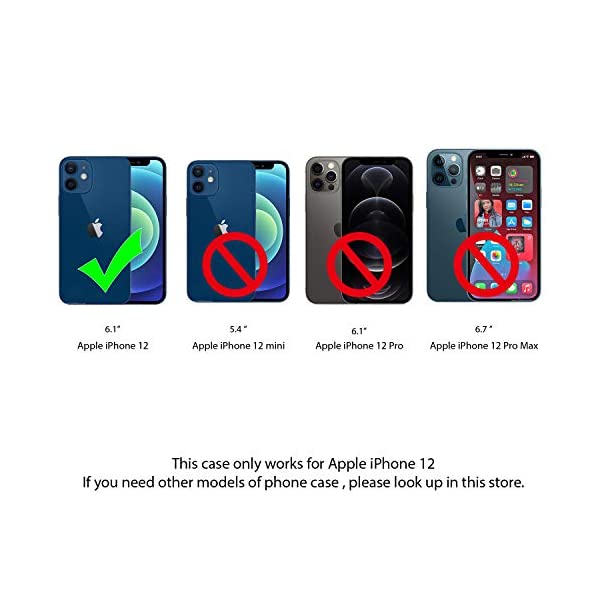 6.1"
Apple iPhone 12
5.4 "
Apple iPhone 12 mini
6.1"
Apple iPhone 12 Pro
6.7 "
Apple iPhone 12 Pro Max
This case only works for Apple iPhone 12
If you need other models of phone case , please look up in this store.